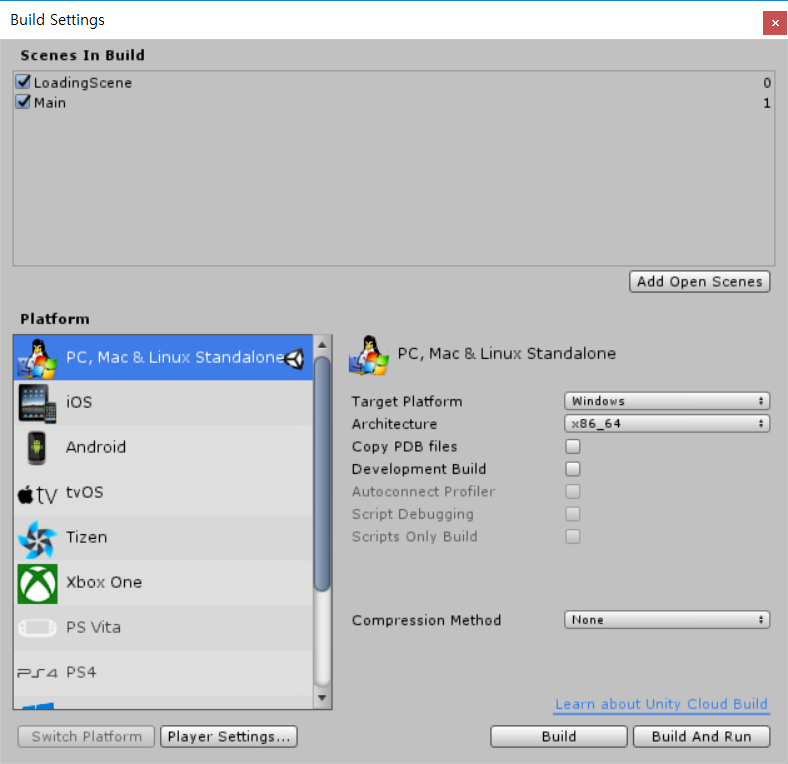 Build Settings
Scenes In Build
LoadingScene 0
Main 1
Add Open Scenes
Platform
PC, Mac & Linux Standalone
iOS
Android
tvOS
Tizen
Xbox One
PS Vita
PS4
PC, Mac & Linux Standalone
Target Platform Windows
Architecture x86_64
Copy PDB files
Development Build
Autoconnect Profiler
Script Debugging
Scripts Only Build
Compression Method None
Learn about Unity Cloud Build
Switch Platform Player Settings... Build Build And Run